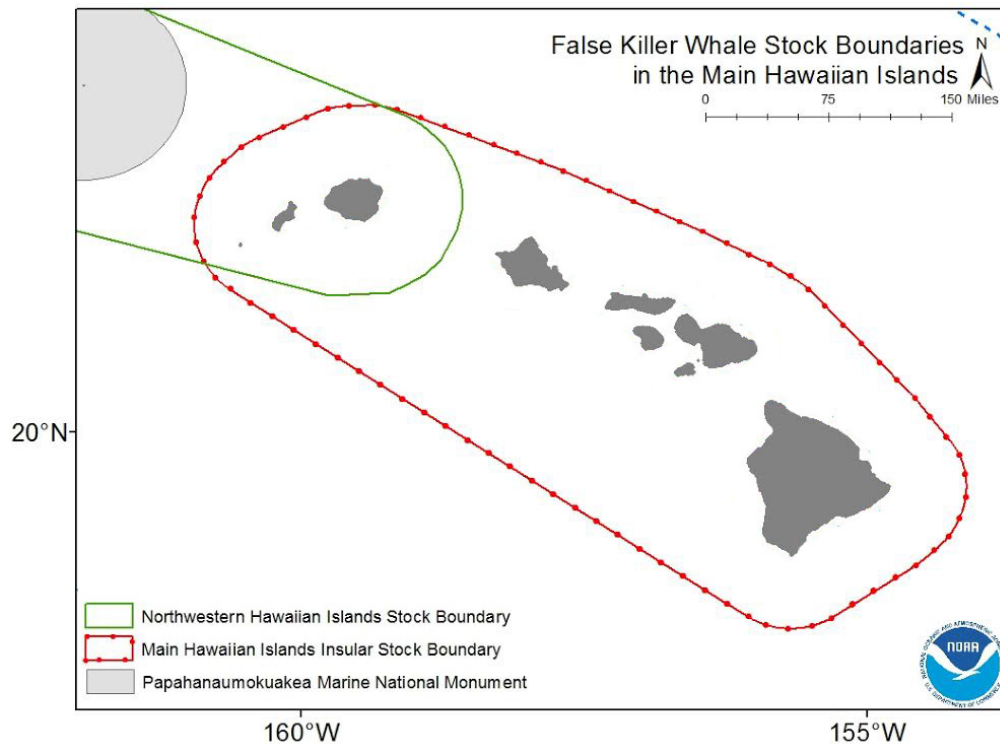 False Killer Whale Stock Boundaries
in the Main Hawaiian Islands
N
0 75 150 Miles
20°N
Northwestern Hawaiian Islands Stock Boundary
Main Hawaiian Islands Insular Stock Boundary
Papahanaumokuakea Marine National Monument
NOAA
160°W 155°W